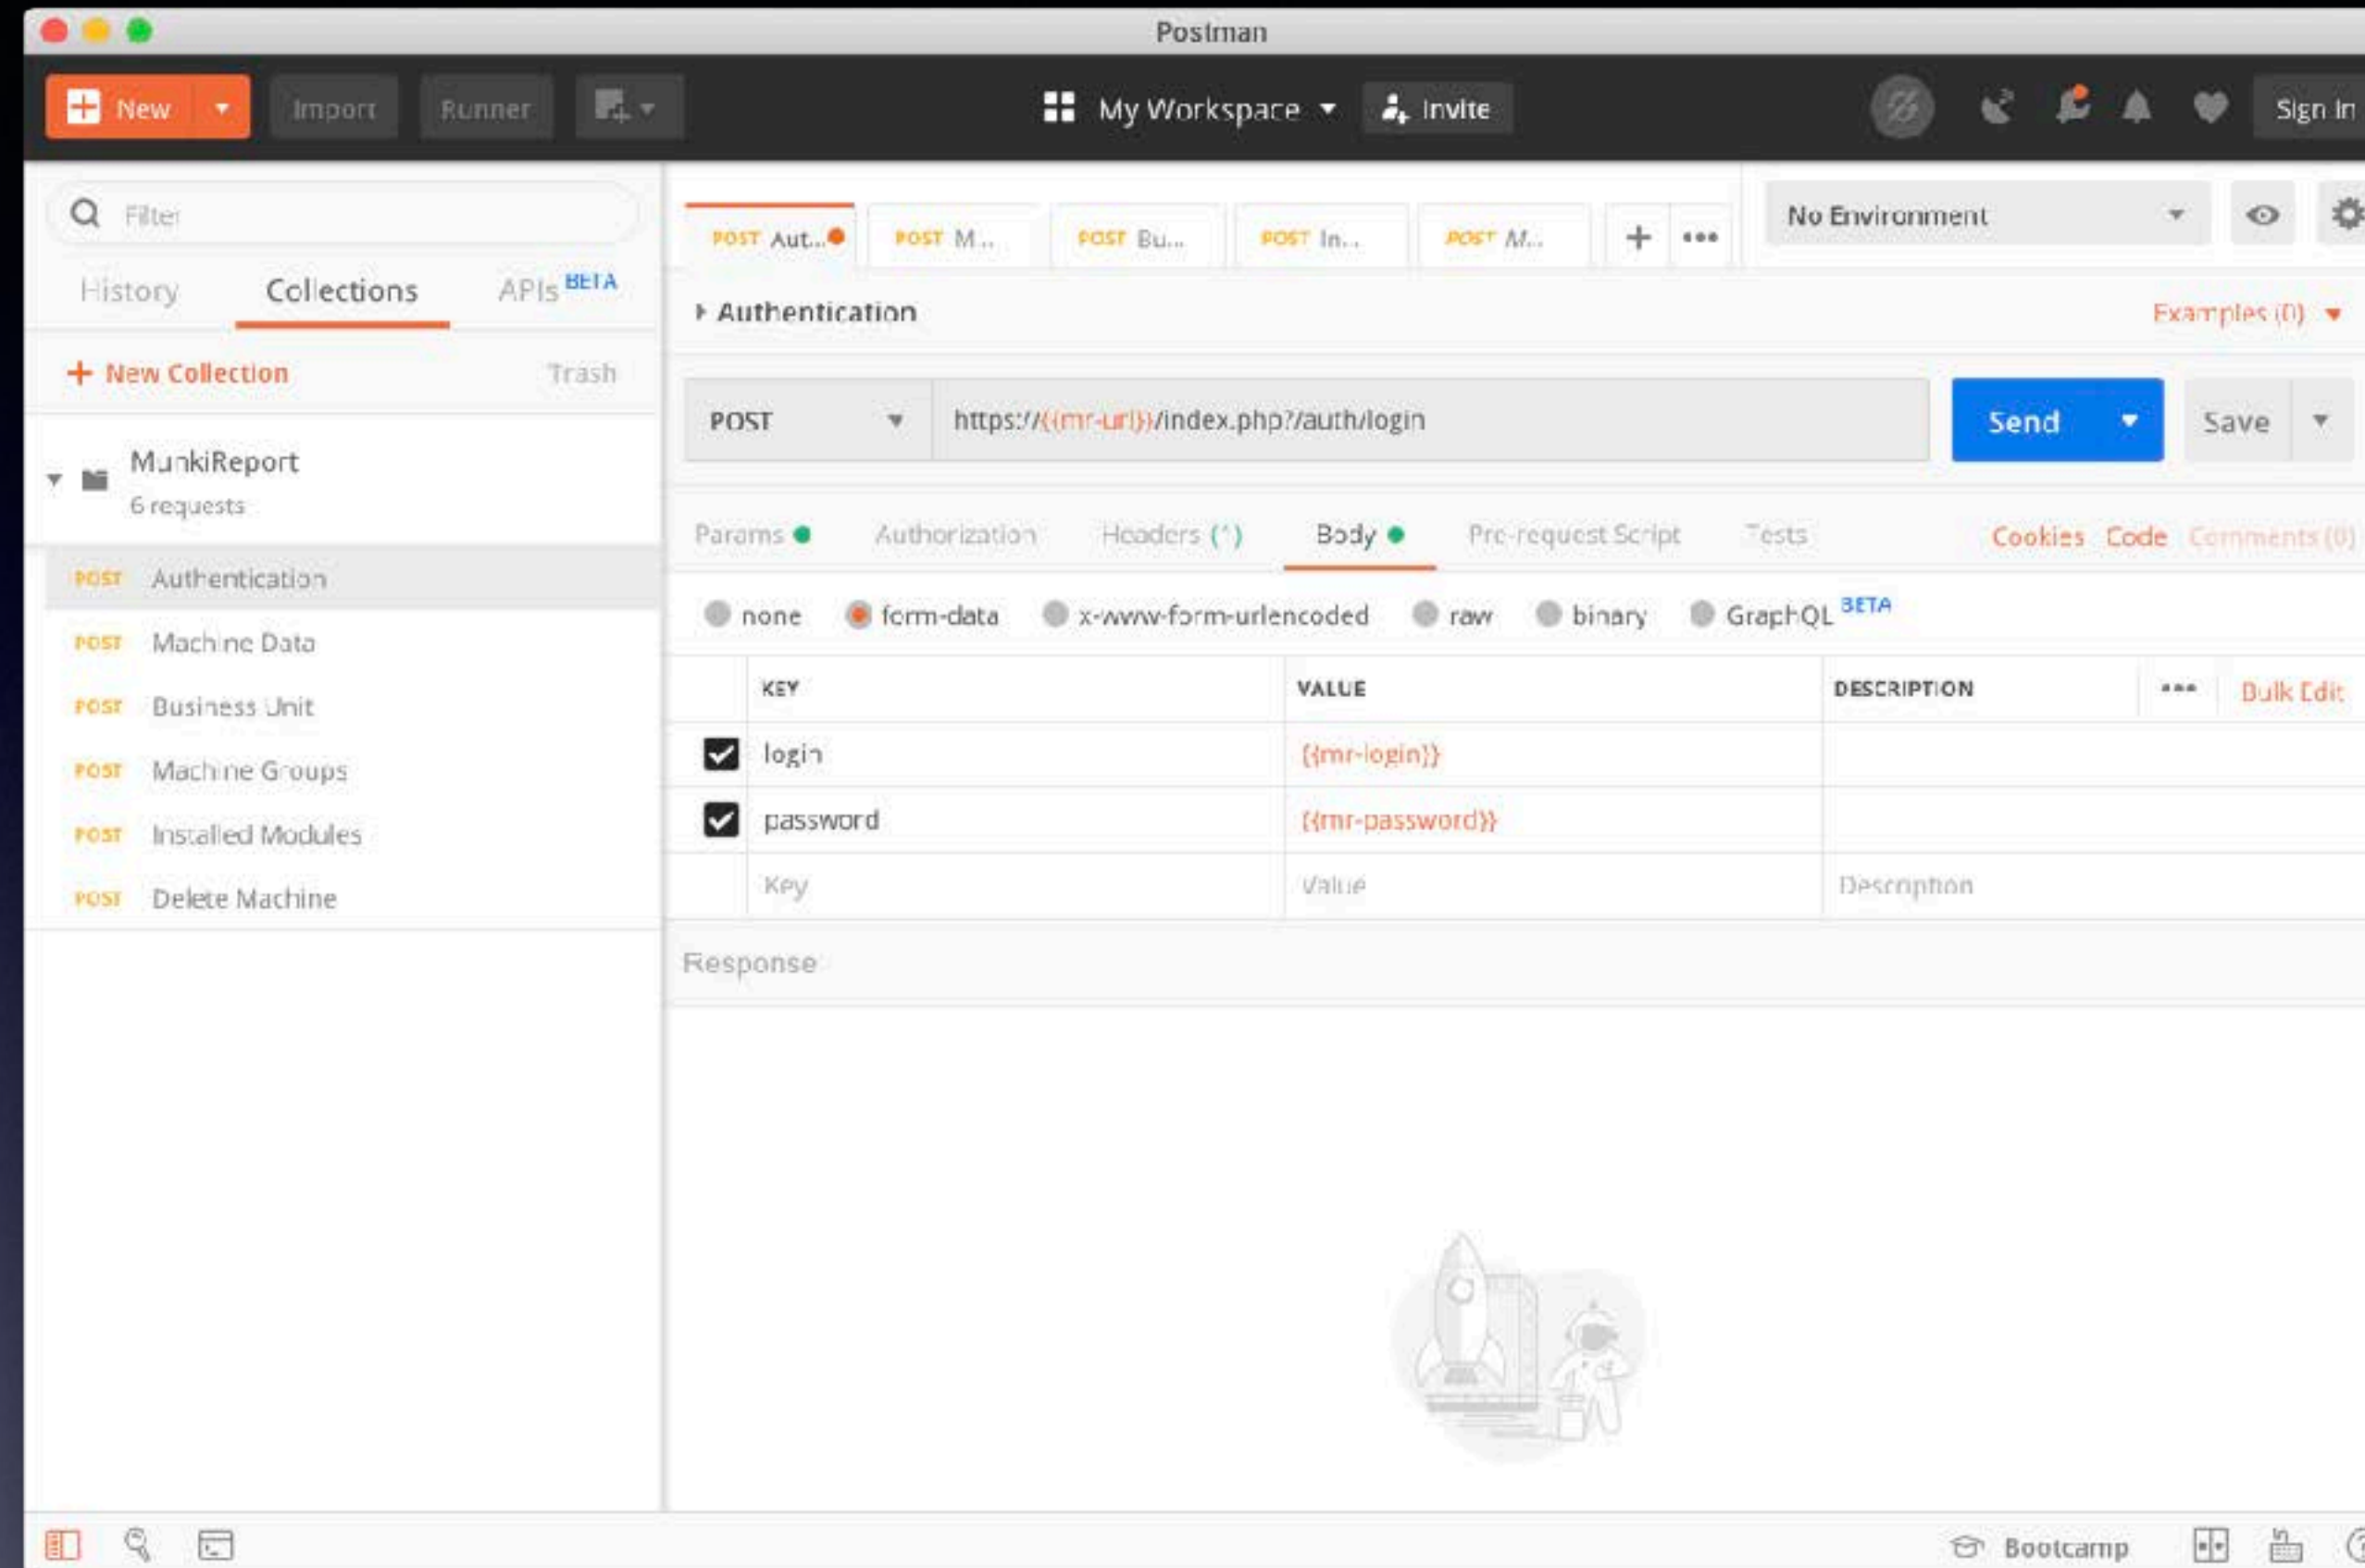 Postman
New Import Runner My Workspace Invite Sign In
Filter
History Collections APIs BETA
+ New Collection Trash
MunkiReport
6 requests
POST Authentication
POST Machine Data
POST Business Unit
POST Machine Groups
POST Installed Modules
POST Delete Machine
POST Aut... POST M... POST Bu... POST In... POST M... + ••• No Environment
Authentication Examples (0)
POST https://{{mr-url}}/index.php?/auth/login Send Save
Params Authorization Headers Body Pre-request Script Tests Cookies Code Comments (0)
none form-data x-www-form-urlencoded raw binary GraphQL BETA
KEY VALUE DESCRIPTION ••• Bulk Edit
login {{mr-login}}
password {{mr-password}}
Key Value Description
Response
Bootcamp